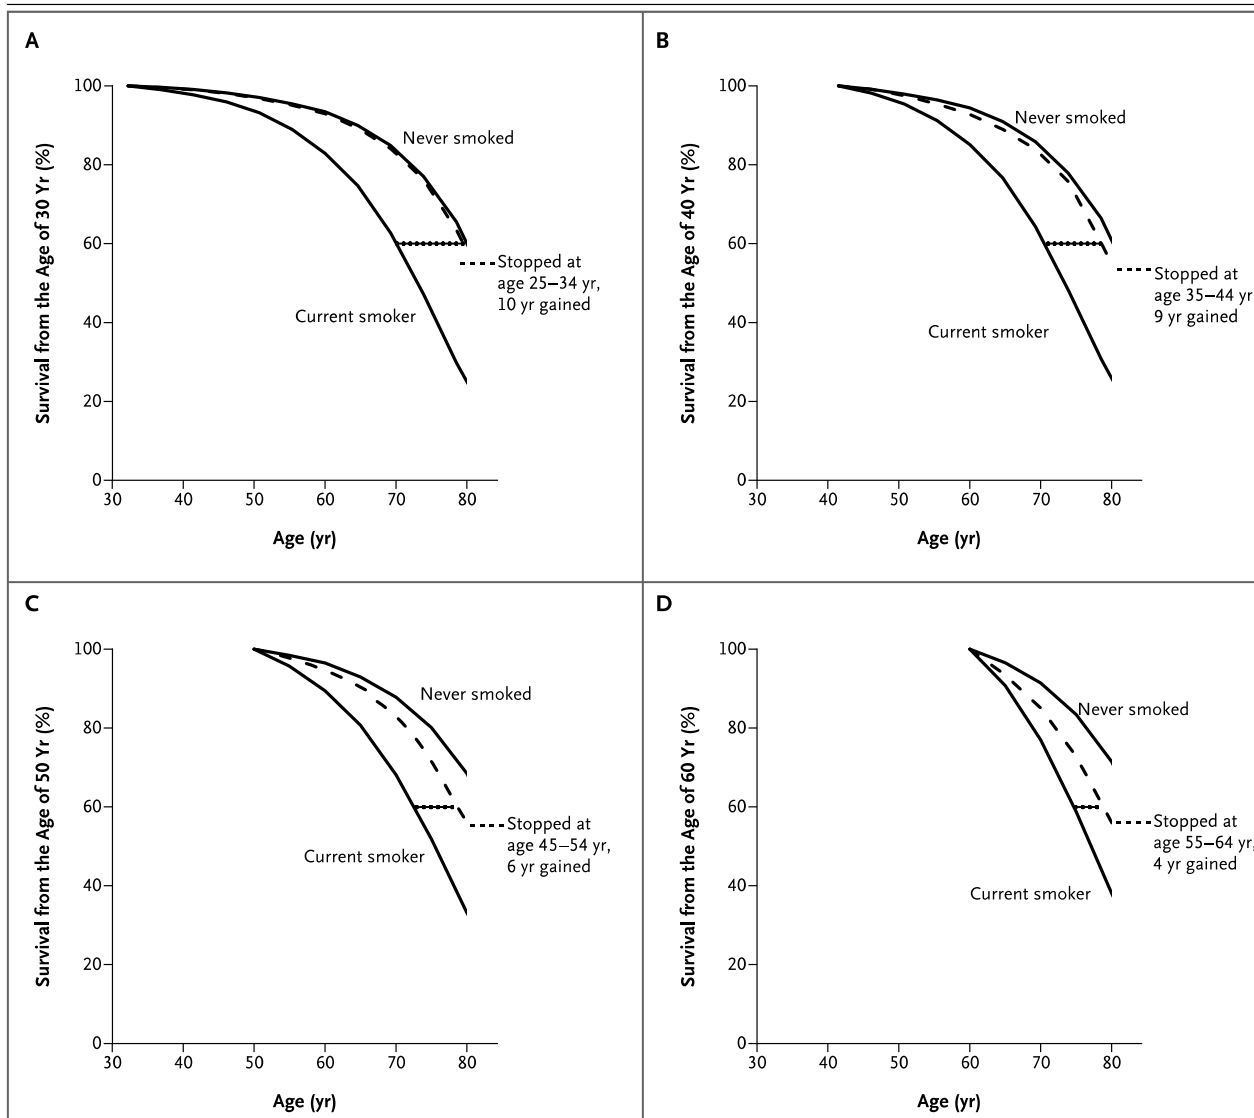 A
Survival from the Age of 30 Yr (%)
100
80
60
40
20
0
30 40 50 60 70 80
Age (yr)
Never smoked
Stopped at
age 25–34 yr,
10 yr gained
Current smoker
B
Survival from the Age of 40 Yr (%)
100
80
60
40
20
0
30 40 50 60 70 80
Age (yr)
Never smoked
Stopped at
age 35–44 yr
9 yr gained
Current smoker
C
Survival from the Age of 50 Yr (%)
100
80
60
40
20
0
30 40 50 60 70 80
Age (yr)
Never smoked
Stopped at
age 45–54 yr,
6 yr gained
Current smoker
D
Survival from the Age of 60 Yr (%)
100
80
60
40
20
0
30 40 50 60 70 80
Age (yr)
Never smoked
Stopped at
age 55–64 yr,
4 yr gained
Current smoker